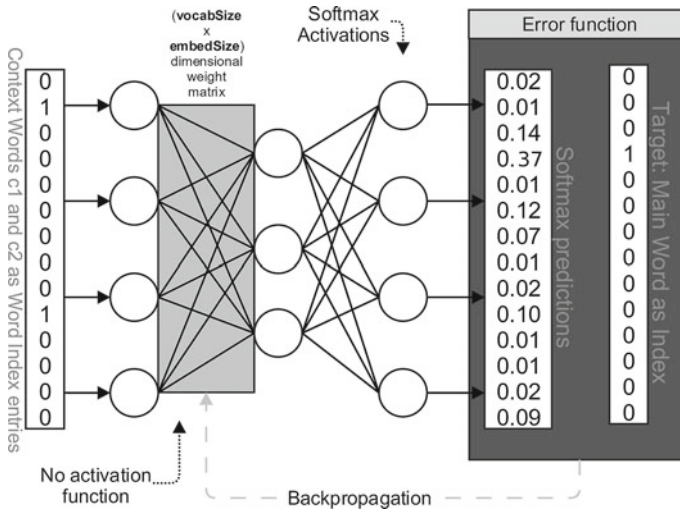 Context Words c1 and c2 as Word Index entries
0
1
0
0
0
0
0
0
0
1
0
0
0
0
(vocabSize
x
embedSize)
dimensional
weight
matrix
No activation
function
Softmax
Activations
Backpropagation
Error function
0.02
0.01
0.14
0.37
0.01
0.12
0.07
0.01
0.02
0.10
0.01
0.01
0.02
0.09
Softmax predictions
0
0
0
1
0
0
0
0
0
0
0
0
0
0
Target: Main Word as Index